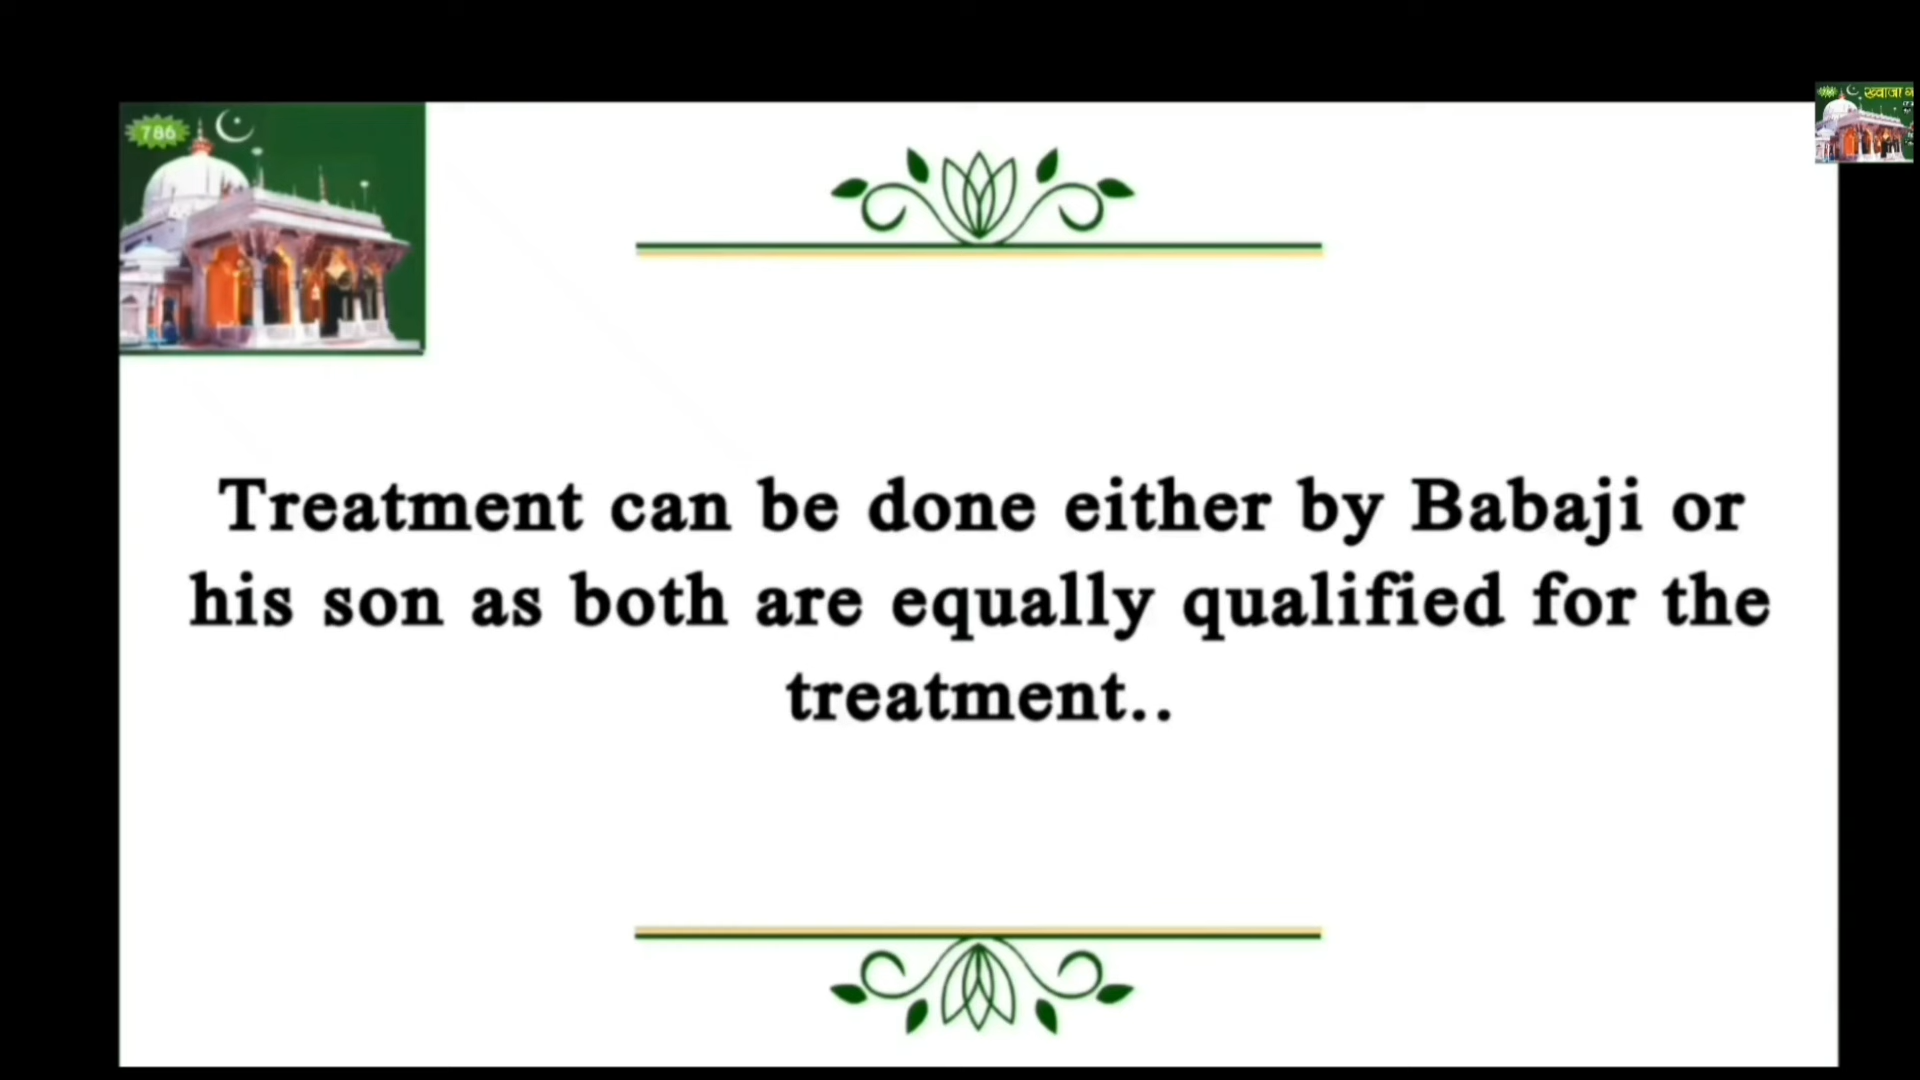 786
ख्वाजा
Treatment can be done either by Babaji or
his son as both are equally qualified for the
treatment..